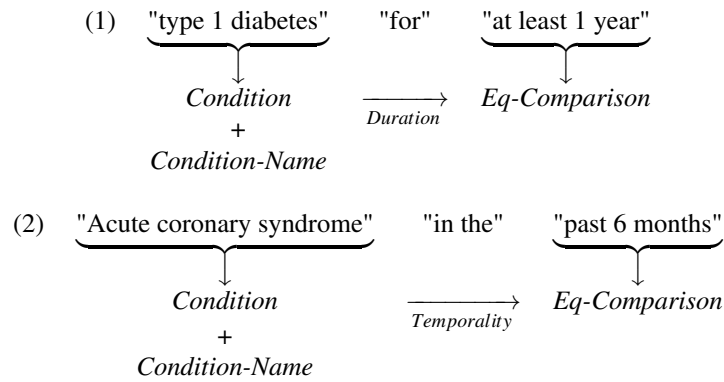 (1) "type 1 diabetes" "for" "at least 1 year"
Condition Eq-Comparison
Duration
+
Condition-Name
(2) "Acute coronary syndrome" "in the" "past 6 months"
Condition Eq-Comparison
Temporality
+
Condition-Name